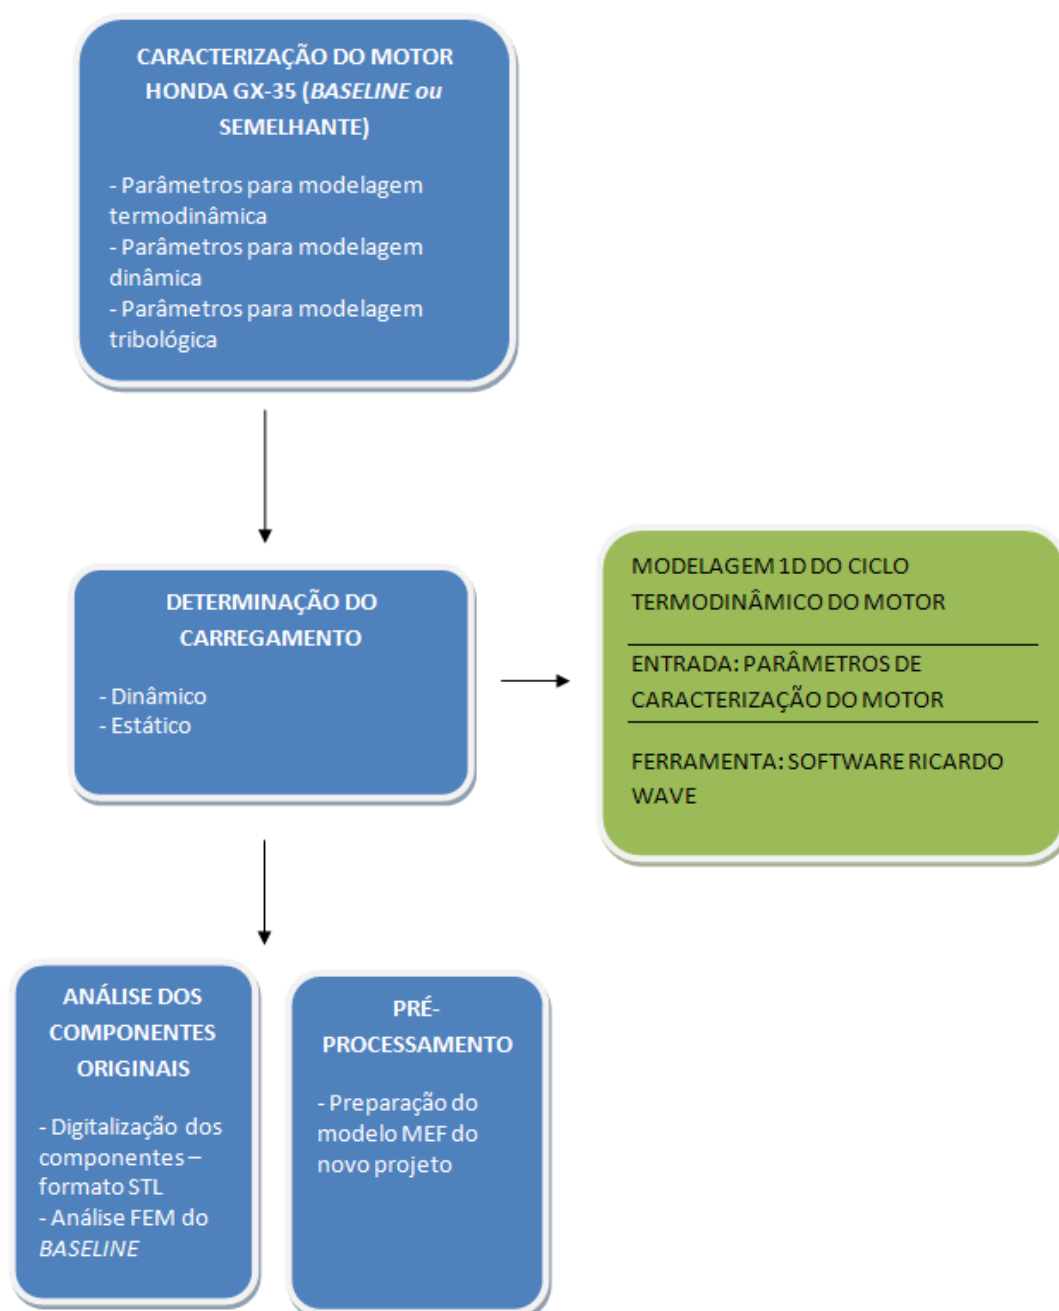 CARACTERIZAÇÃO DO MOTOR
HONDA GX-35 (BASELINE ou
SEMELHANTE)
- Parâmetros para modelagem
termodinâmica
- Parâmetros para modelagem
dinâmica
- Parâmetros para modelagem
tribológica
DETERMINAÇÃO DO
CARREGAMENTO
- Dinâmico
- Estático
MODELAGEM 1D DO CICLO
TERMODINÂMICO DO MOTOR
ENTRADA: PARÂMETROS DE
CARACTERIZAÇÃO DO MOTOR
FERRAMENTA: SOFTWARE RICARDO
WAVE
ANÁLISE DOS
COMPONENTES
ORIGINAIS
- Digitalização dos
componentes –
formato STL
- Análise FEM do
BASELINE
PRÉ-
PROCESSAMENTO
- Preparação do
modelo MEF do
novo projeto